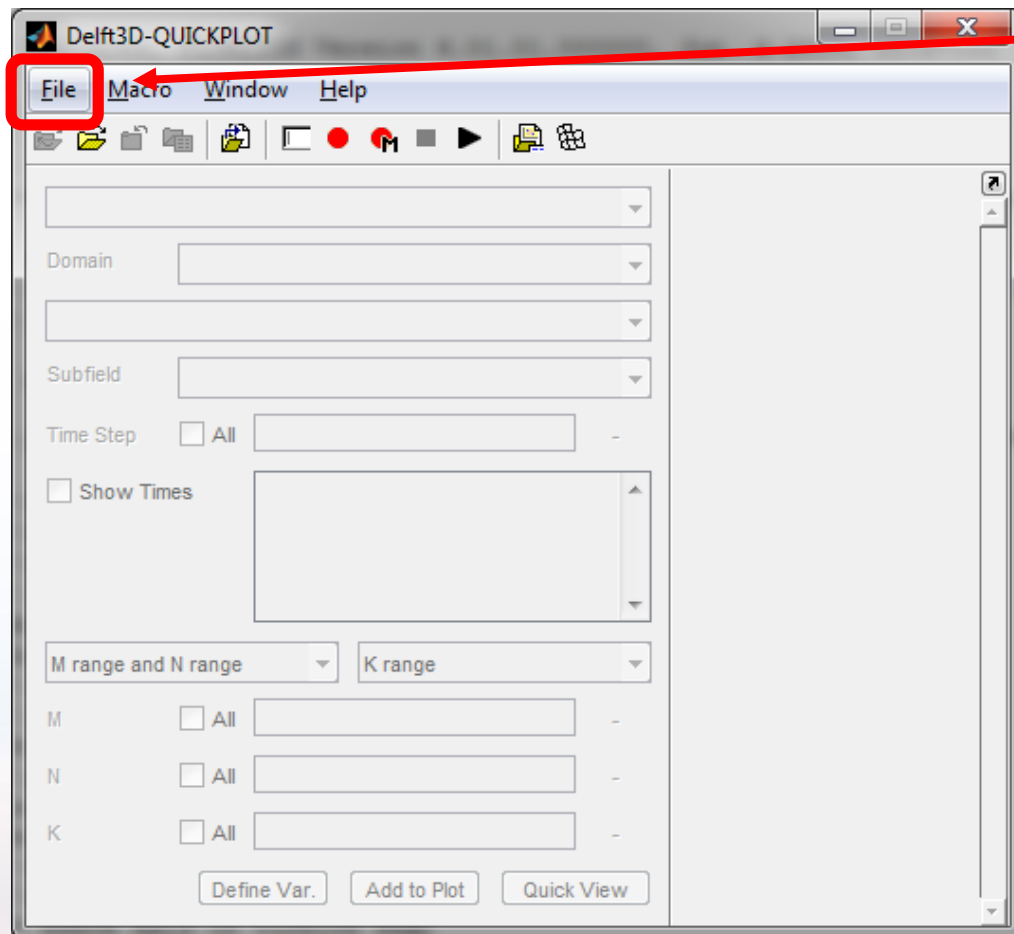 Delft3D-QUICKPLOT
File Macro Window Help
Domain
Subfield
Time Step All -
Show Times
M range and N range K range
M All -
N All -
K All -
Define Var. Add to Plot Quick View